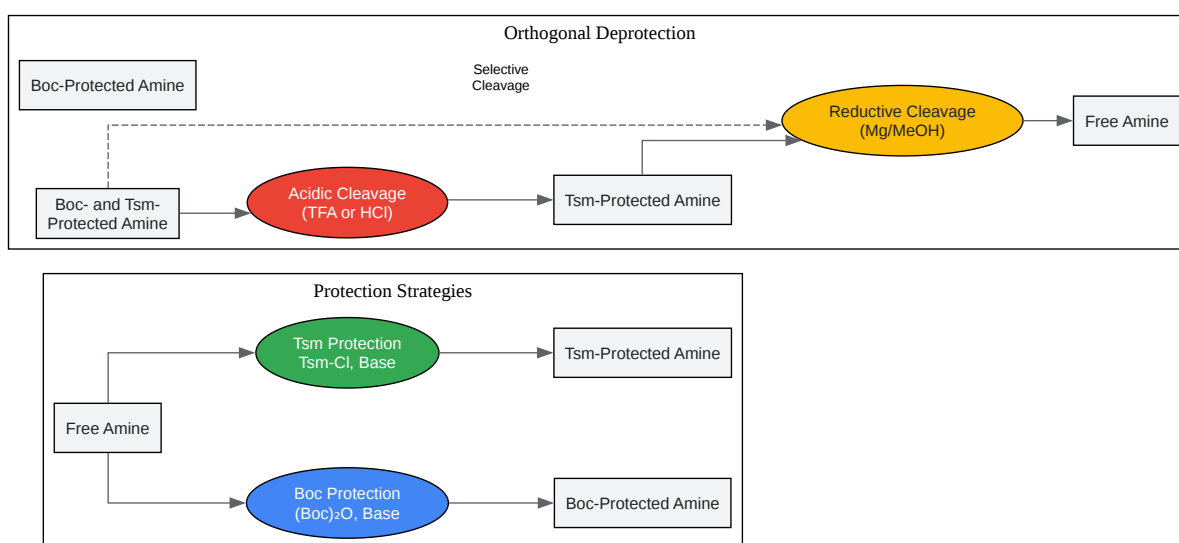 Orthogonal Deprotection
Boc-Protected Amine
Selective
Cleavage
Reductive Cleavage
(Mg/MeOH)
Free Amine
Boc- and Tsm-
Protected Amine
Acidic Cleavage
(TFA or HCl)
Tsm-Protected Amine
Protection Strategies
Tsm Protection
Tsm-Cl, Base
Tsm-Protected Amine
Free Amine
Boc Protection
(Boc)₂O, Base
Boc-Protected Amine